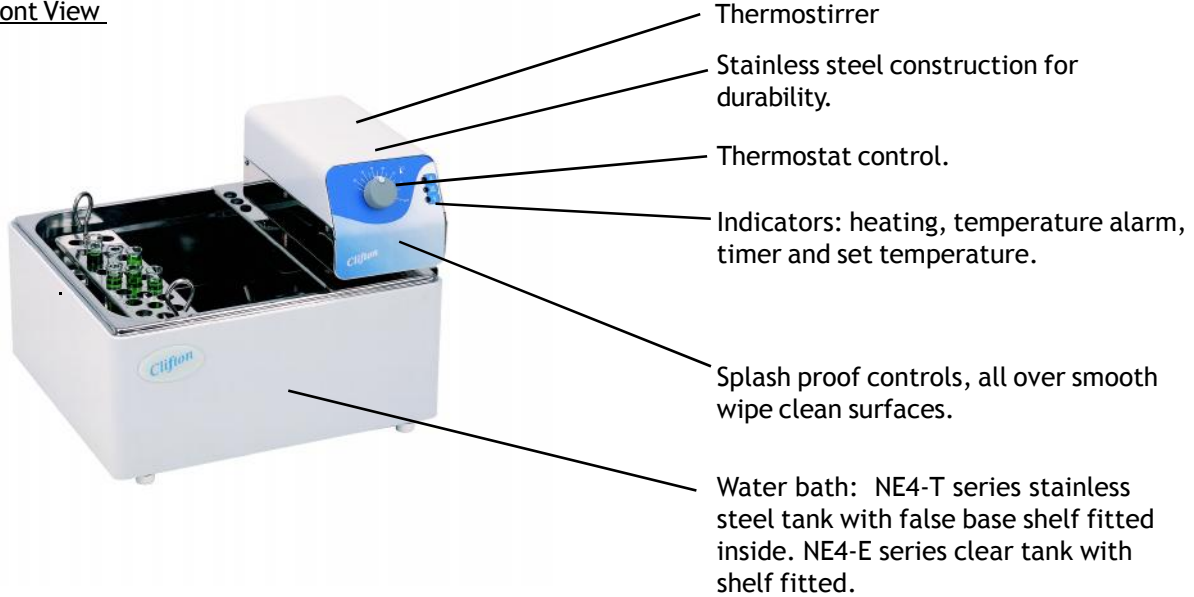 ont View
Thermostirrer
Stainless steel construction for
durability.
Thermostat control.
Indicators: heating, temperature alarm,
timer and set temperature.
Clifton
Clifton
Splash proof controls, all over smooth
wipe clean surfaces.
Water bath:  NE4-T series stainless
steel tank with false base shelf fitted
inside. NE4-E series clear tank with
shelf fitted.